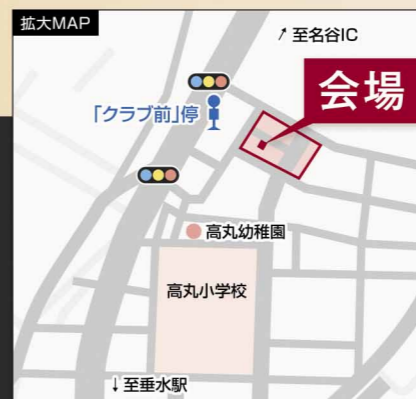 拡大MAP
↗至名谷IC
会場
「クラブ前」停
高丸幼稚園
高丸小学校
↓至垂水駅